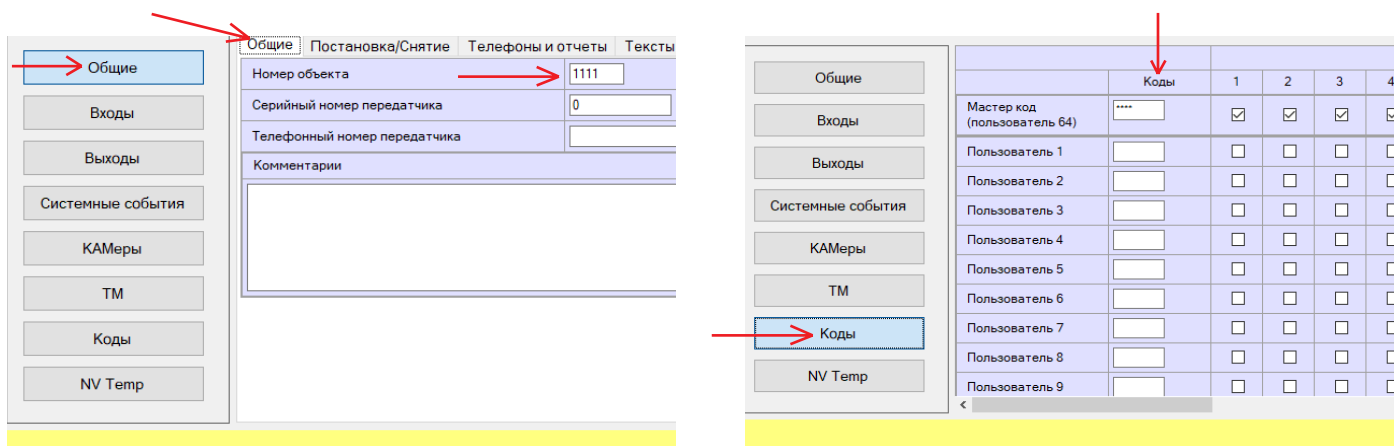 Общие
Входы
Выходы
Системные события
КАМеры
ТМ
Коды
NV Temp
Общие Постановка/Снятие Телефоны и отчеты Тексты
Номер объекта 1111
Серийный номер передатчика 0
Телефонный номер передатчика
Комментарии
Общие
Входы
Выходы
Системные события
КАМеры
ТМ
Коды
NV Temp
Коды 1 2 3 4
Мастер код ****
(пользователь 64)
Пользователь 1
Пользователь 2
Пользователь 3
Пользователь 4
Пользователь 5
Пользователь 6
Пользователь 7
Пользователь 8
Пользователь 9